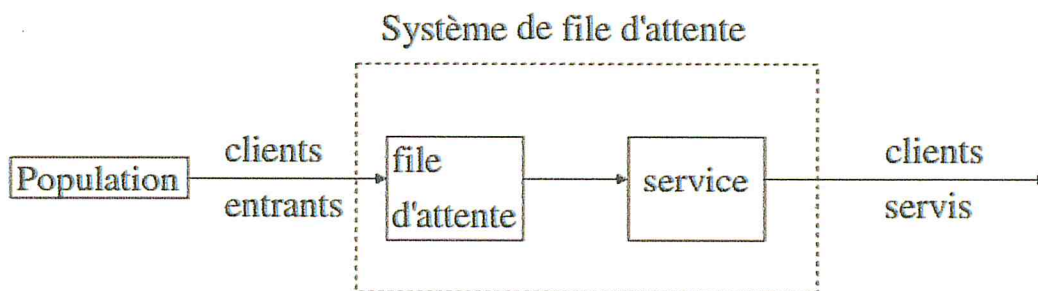 Système de file d'attente
Population
clients
entrants
file
d'attente
service
clients
servis